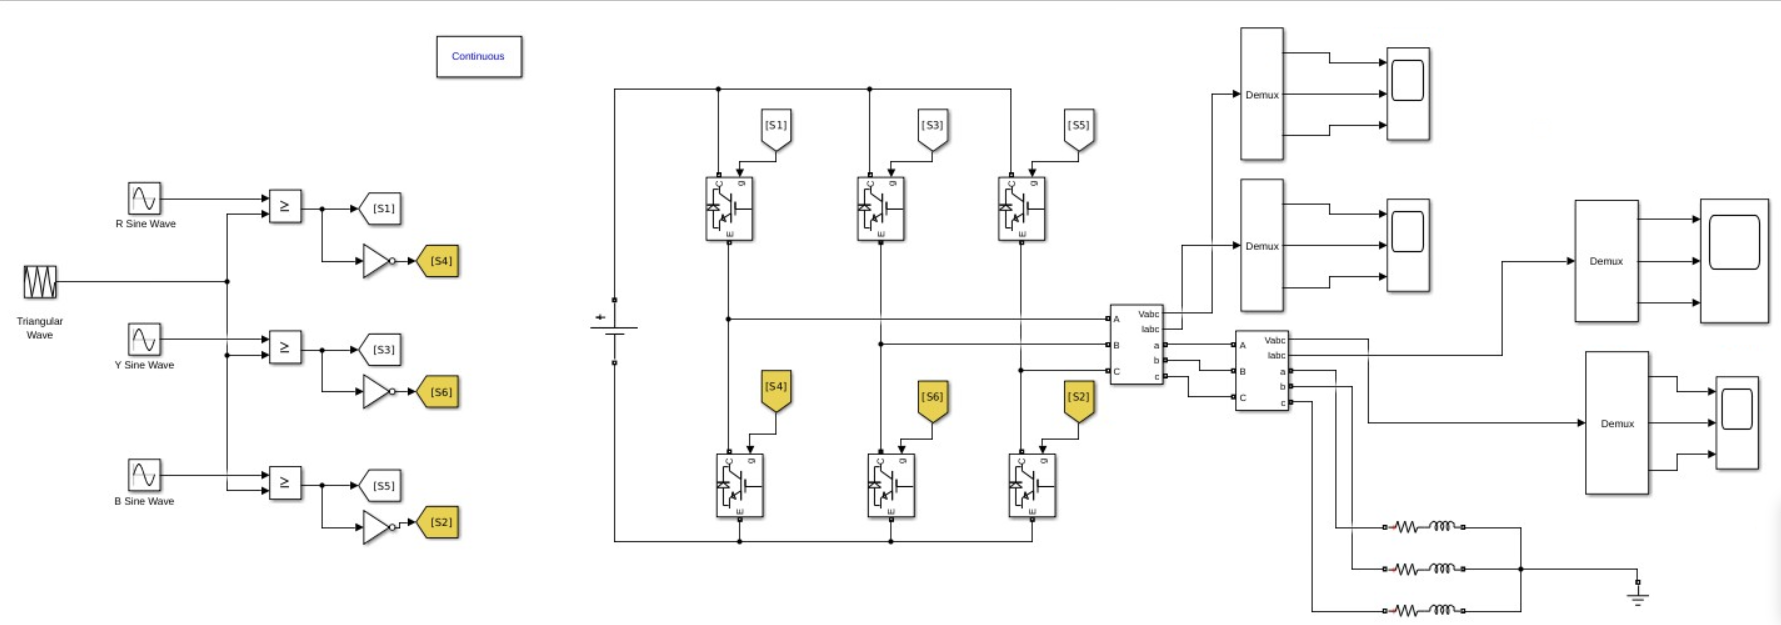 Continuous
R Sine Wave
≥
[S1]
[S4]
Triangular
Wave
Y Sine Wave
≥
[S3]
[S6]
B Sine Wave
≥
[S5]
[S2]
[S1]
[S3]
[S5]
C g
E
C g
E
C g
E
+
[S4]
[S6]
[S2]
C g
E
C g
E
C g
E
A
B
C
Vabc
Iabc
a
b
c
A
B
C
Vabc
Iabc
a
b
c
Demux
Demux
Demux
Demux